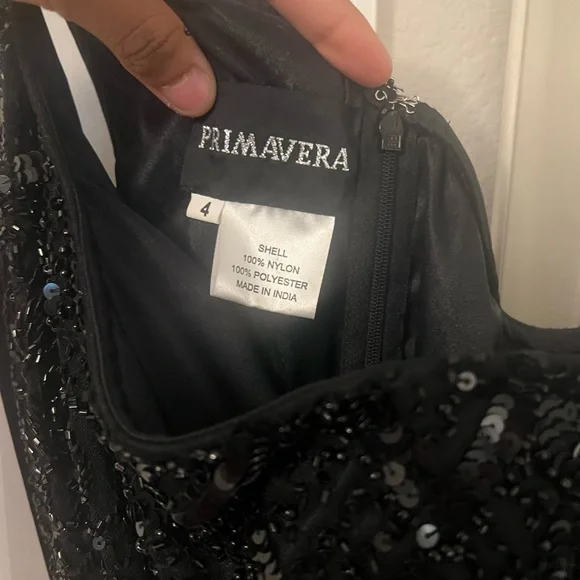 PRIMAVERA
4
SHELL
100% NYLON
100% POLYESTER
MADE IN INDIA